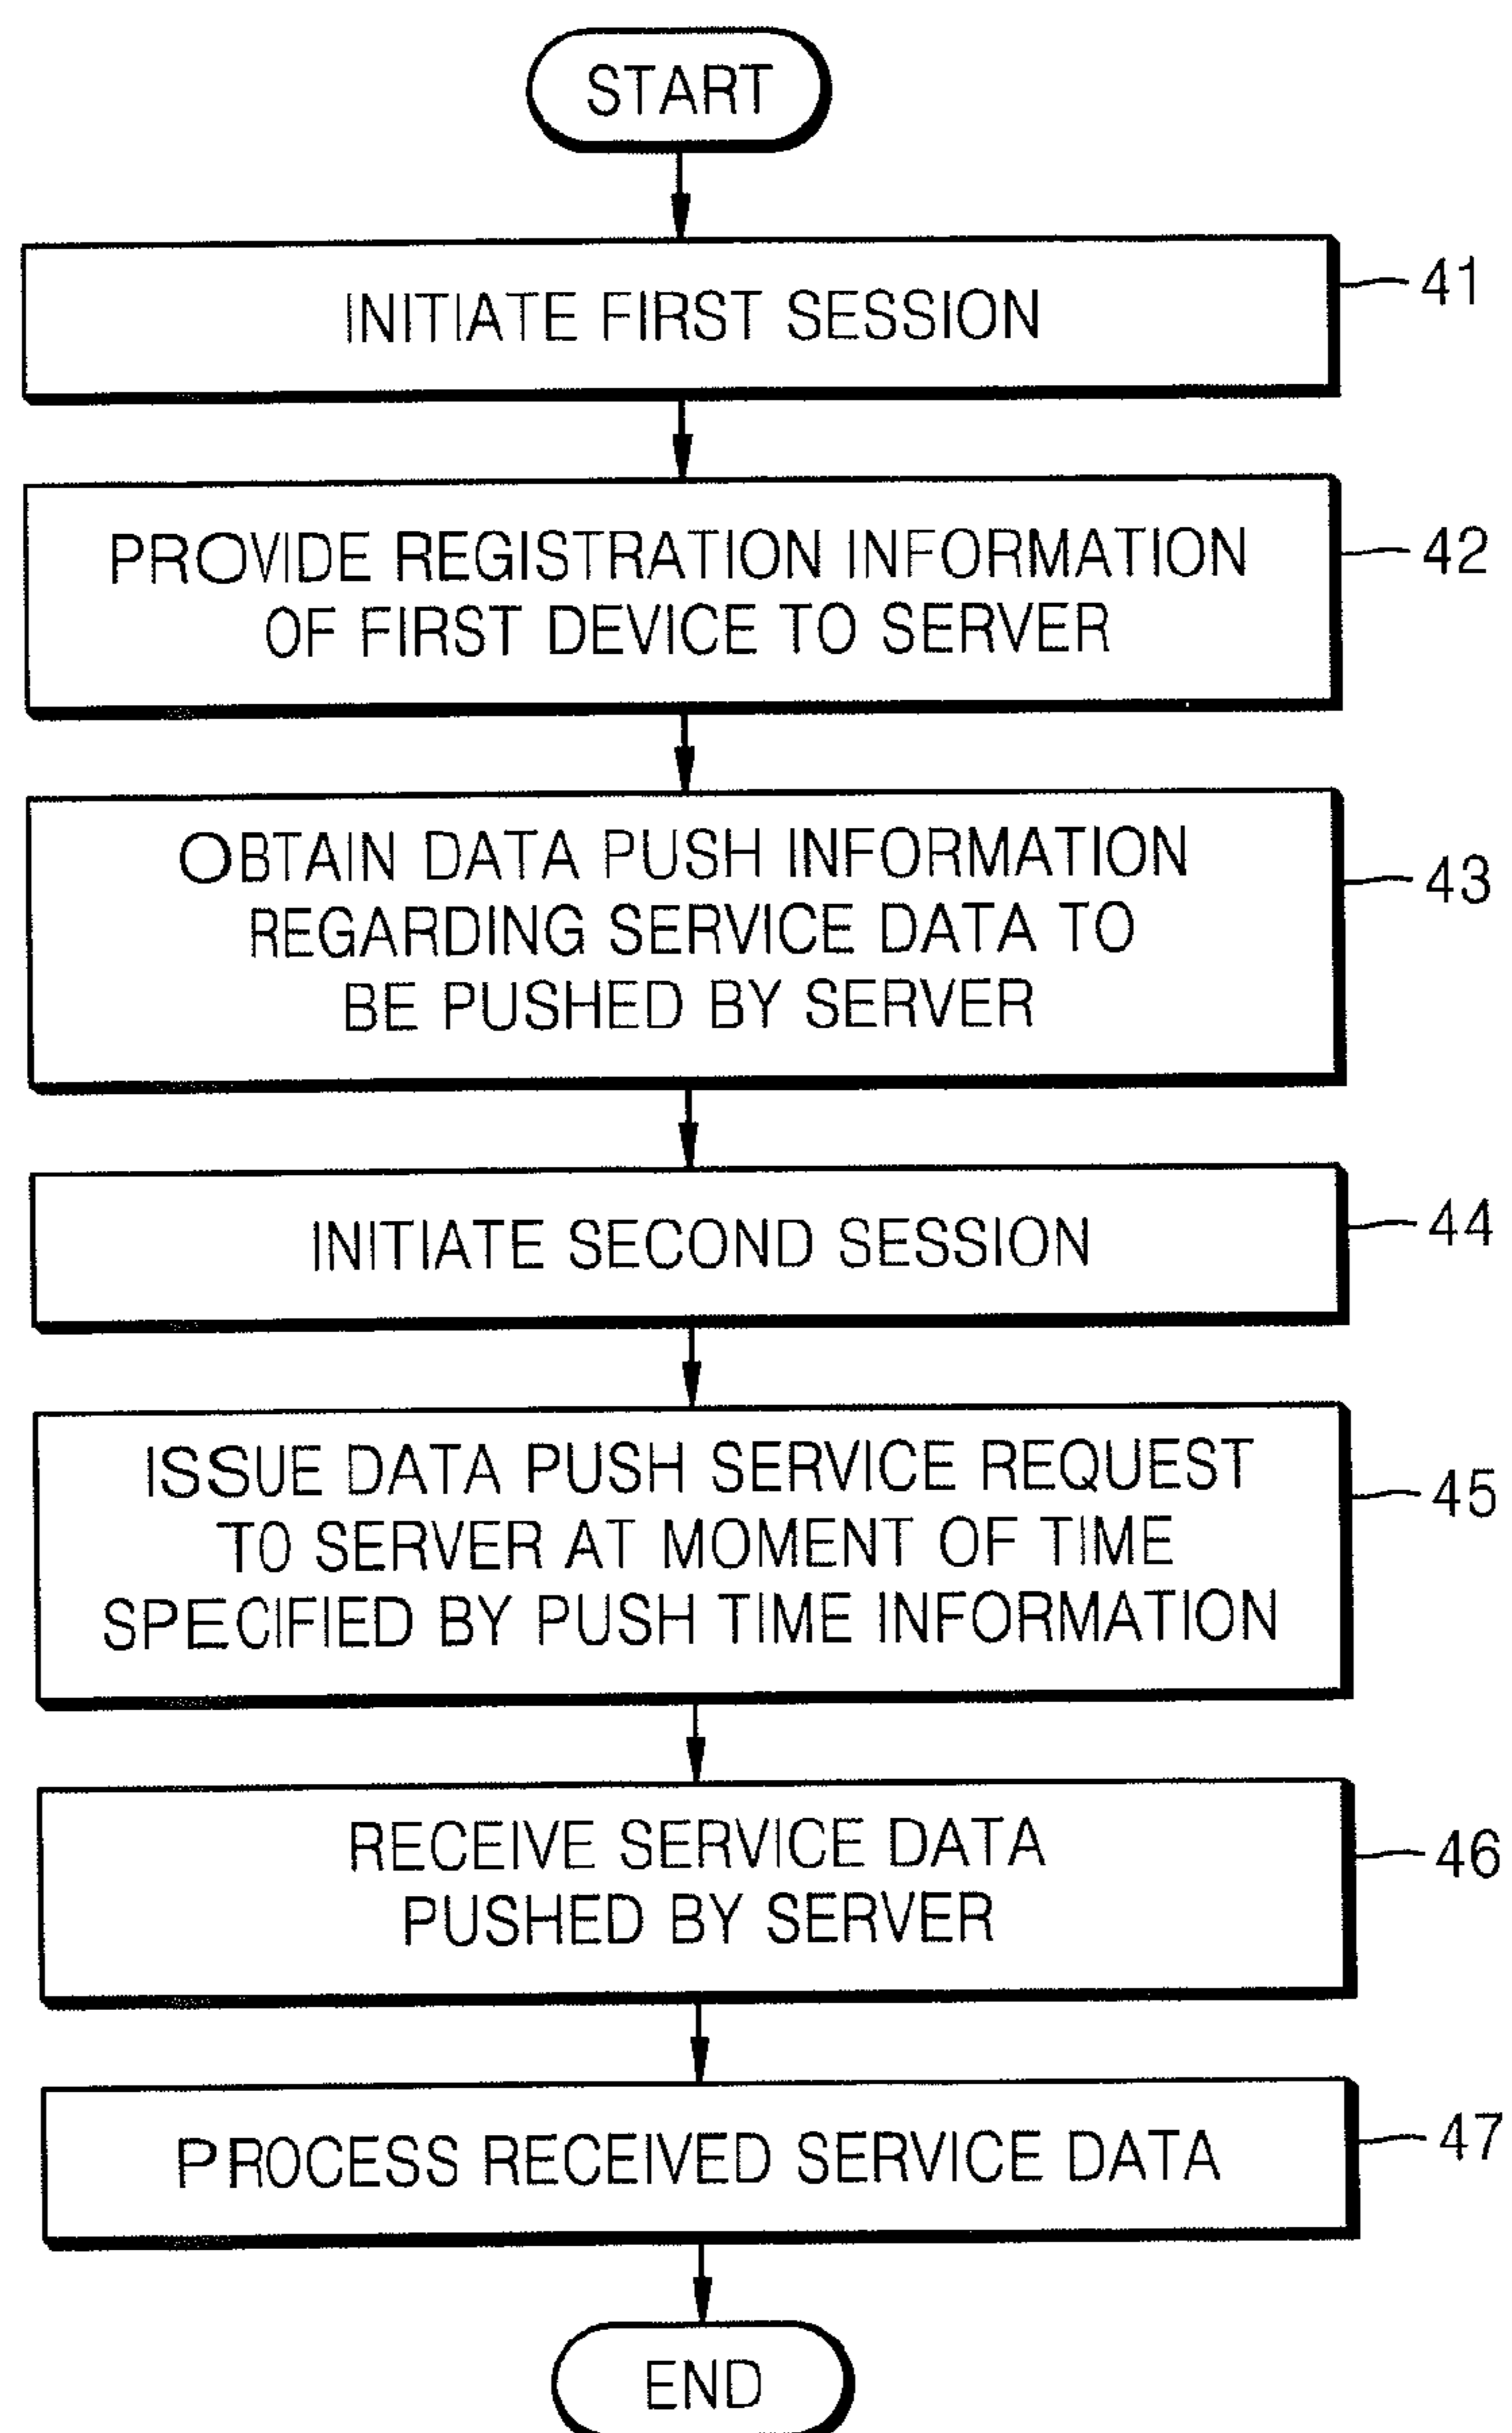 START
INITIATE FIRST SESSION
41
PROVIDE REGISTRATION INFORMATION
OF FIRST DEVICE TO SERVER
42
OBTAIN DATA PUSH INFORMATION
REGARDING SERVICE DATA TO
BE PUSHED BY SERVER
43
INITIATE SECOND SESSION
44
ISSUE DATA PUSH SERVICE REQUEST
TO SERVER AT MOMENT OF TIME
SPECIFIED BY PUSH TIME INFORMATION
45
RECEIVE SERVICE DATA
PUSHED BY SERVER
46
PROCESS RECEIVED SERVICE DATA
47
END